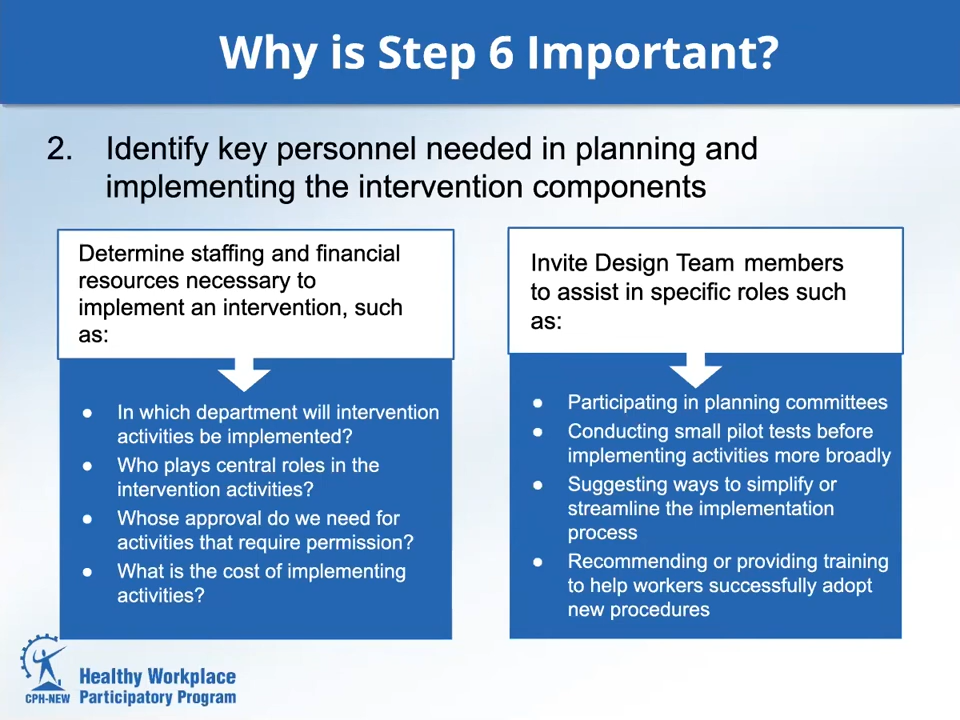 Why is Step 6 Important?
2. Identify key personnel needed in planning and
implementing the intervention components
Determine staffing and financial
resources necessary to
implement an intervention, such
as:
● In which department will intervention
activities be implemented?
● Who plays central roles in the
intervention activities?
● Whose approval do we need for
activities that require permission?
● What is the cost of implementing
activities?
Invite Design Team members
to assist in specific roles such
as:
● Participating in planning committees
● Conducting small pilot tests before
implementing activities more broadly
● Suggesting ways to simplify or
streamline the implementation
process
● Recommending or providing training
to help workers successfully adopt
new procedures
CPH-NEW
Healthy Workplace
Participatory Program